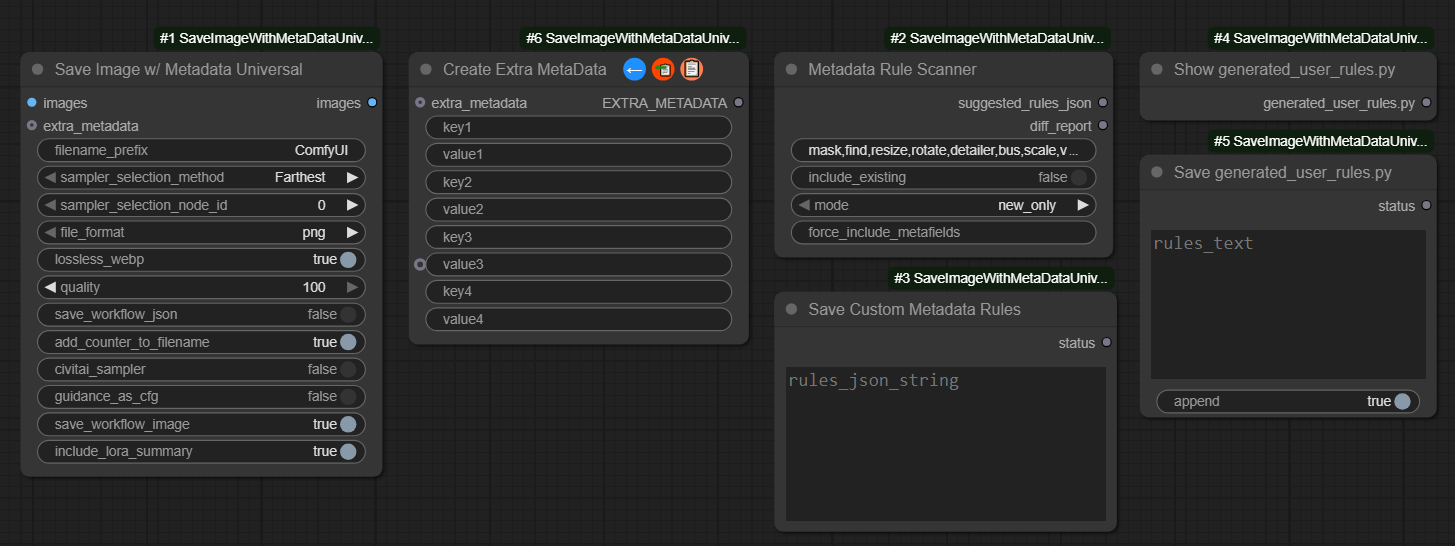 #1 SaveImageWithMetaDataUniv...
Save Image w/ Metadata Universal
images
images
extra_metadata
filename_prefix ComfyUI
sampler_selection_method Farthest
sampler_selection_node_id 0
file_format png
lossless_webp true
quality 100
save_workflow_json false
add_counter_to_filename true
civitai_sampler false
guidance_as_cfg false
save_workflow_image true
include_lora_summary true
#6 SaveImageWithMetaDataUniv...
Create Extra MetaData
extra_metadata
EXTRA_METADATA
key1
value1
key2
value2
key3
value3
key4
value4
#2 SaveImageWithMetaDataUniv...
Metadata Rule Scanner
suggested_rules_json
diff_report
mask,find,resize,rotate,detailer,bus,scale,v ...
include_existing false
mode new_only
force_include_metafields
#3 SaveImageWithMetaDataUniv...
Save Custom Metadata Rules
status
rules_json_string
#4 SaveImageWithMetaDataUniv...
Show generated_user_rules.py
generated_user_rules.py
#5 SaveImageWithMetaDataUniv...
Save generated_user_rules.py
status
rules_text
append true